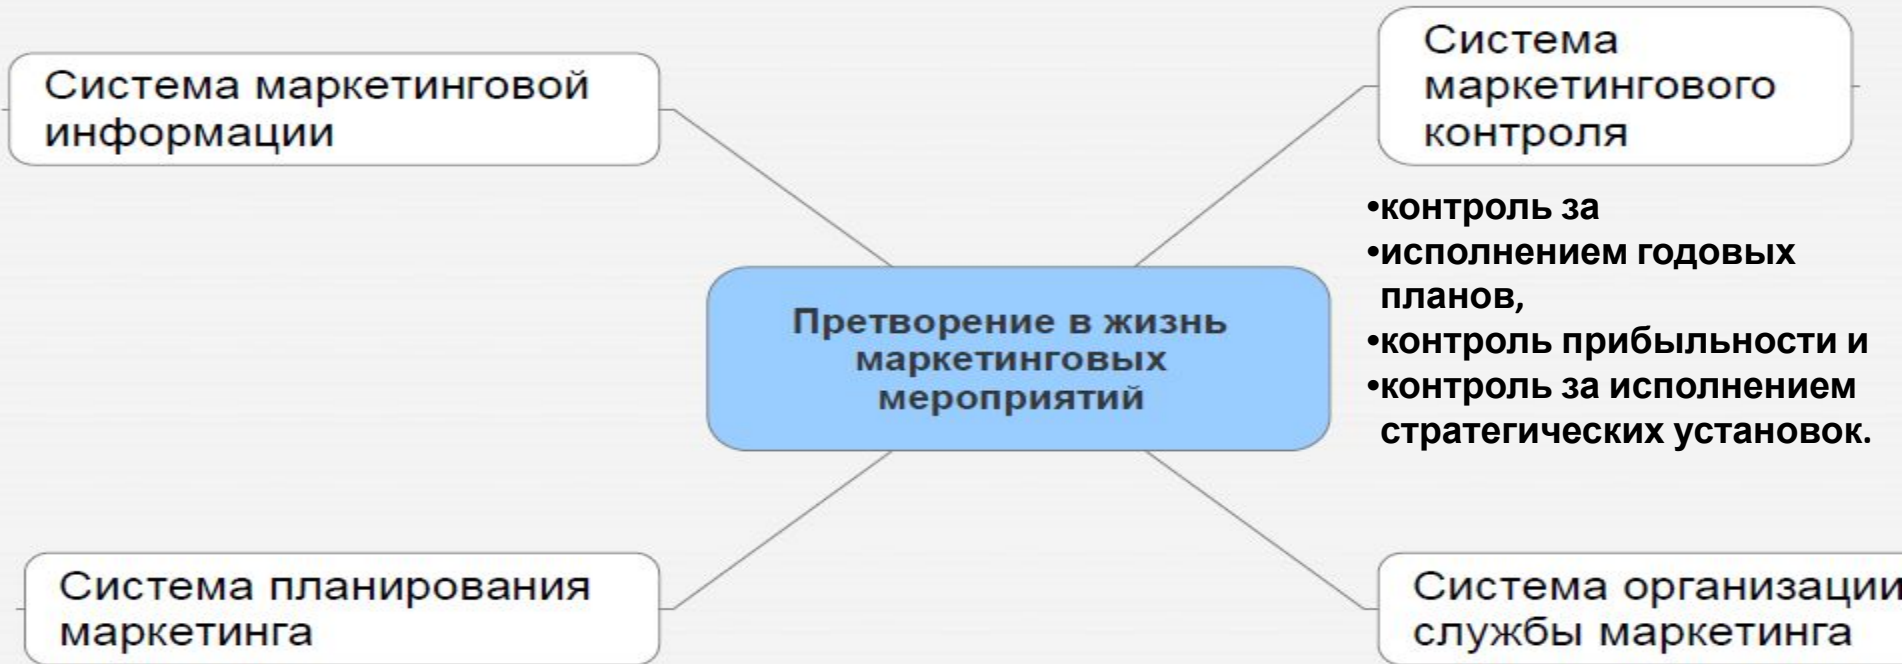 Система маркетинговой
информации
Система
маркетингового
контроля
•контроль за
•исполнением годовых
планов,
•контроль прибыльности и
•контроль за исполнением
стратегических установок.
Претворение в жизнь
маркетинговых
мероприятий
Система планирования
маркетинга
Система организации
службы маркетинга